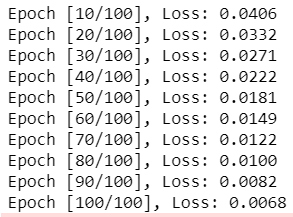 Epoch [10/100], Loss: 0.0406
Epoch [20/100], Loss: 0.0332
Epoch [30/100], Loss: 0.0271
Epoch [40/100], Loss: 0.0222
Epoch [50/100], Loss: 0.0181
Epoch [60/100], Loss: 0.0149
Epoch [70/100], Loss: 0.0122
Epoch [80/100], Loss: 0.0100
Epoch [90/100], Loss: 0.0082
Epoch [100/100], Loss: 0.0068